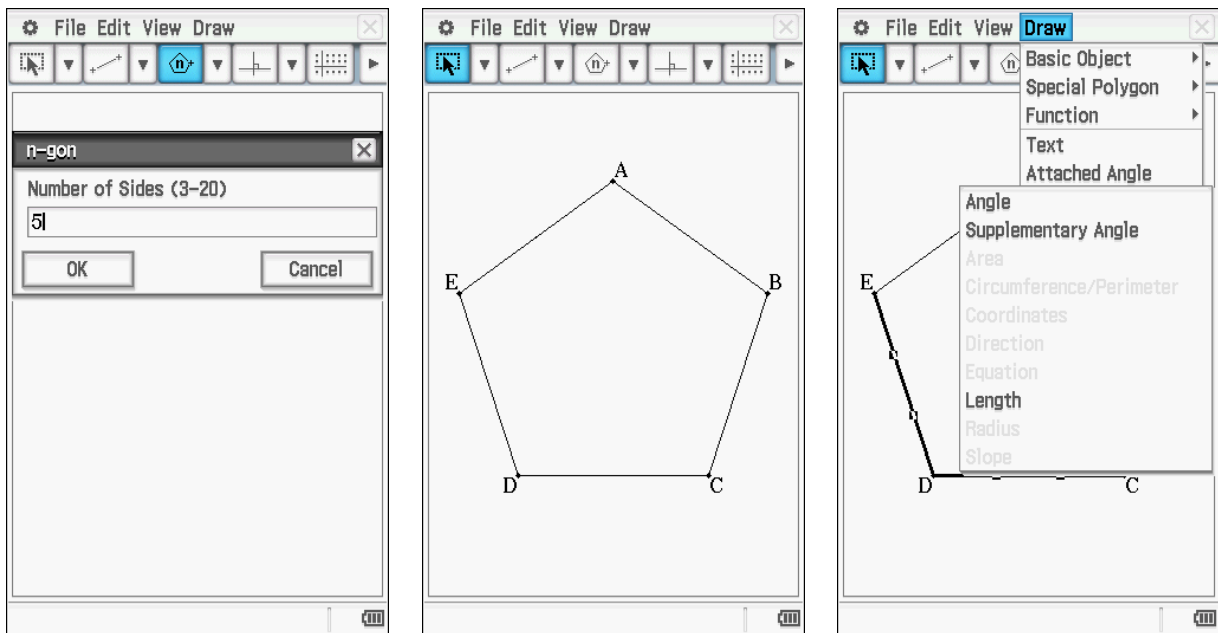 File Edit View Draw
n-gon
Number of Sides (3-20)
5
OK Cancel
File Edit View Draw
A
E B
D C
File Edit View Draw
Basic Object
Special Polygon
Function
Text
Attached Angle
Angle
Supplementary Angle
Area
Circumference/Perimeter
Coordinates
Direction
Equation
Length
Radius
Slope
E
D C